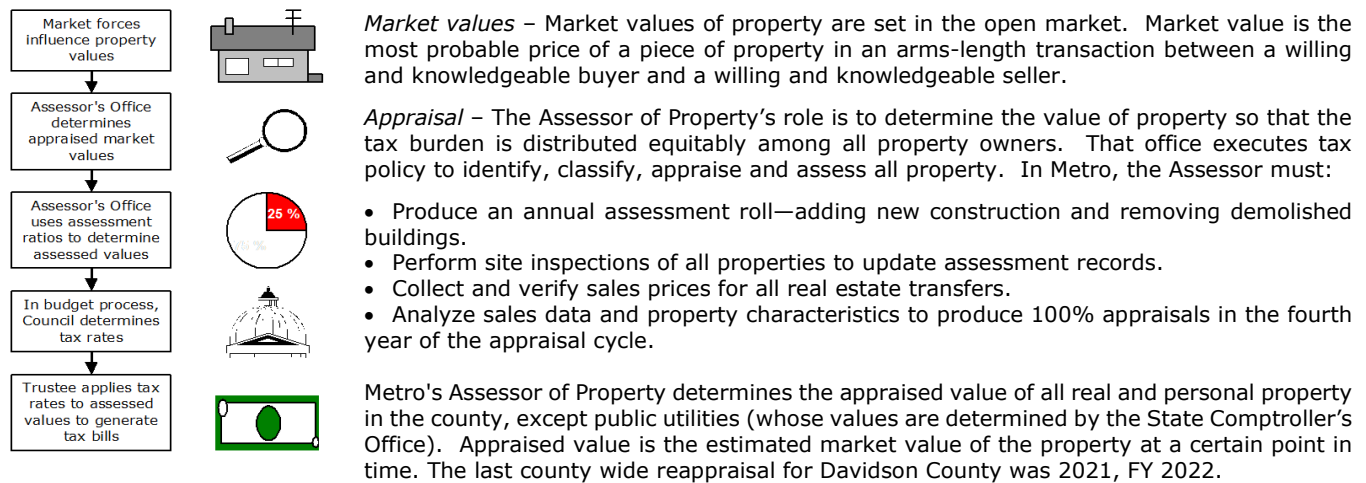 Market forces
influence property
values
Assessor's Office
determines
appraised market
values
Assessor's Office
uses assessment
ratios to determine
assessed values
In budget process,
Council determines
tax rates
Trustee applies tax
rates to assessed
values to generate
tax bills
25 %
Market values – Market values of property are set in the open market. Market value is the
most probable price of a piece of property in an arms-length transaction between a willing
and knowledgeable buyer and a willing and knowledgeable seller.
Appraisal – The Assessor of Property’s role is to determine the value of property so that the
tax burden is distributed equitably among all property owners. That office executes tax
policy to identify, classify, appraise and assess all property. In Metro, the Assessor must:
• Produce an annual assessment roll—adding new construction and removing demolished
buildings.
• Perform site inspections of all properties to update assessment records.
• Collect and verify sales prices for all real estate transfers.
• Analyze sales data and property characteristics to produce 100% appraisals in the fourth
year of the appraisal cycle.
Metro's Assessor of Property determines the appraised value of all real and personal property
in the county, except public utilities (whose values are determined by the State Comptroller’s
Office). Appraised value is the estimated market value of the property at a certain point in
time. The last county wide reappraisal for Davidson County was 2021, FY 2022.